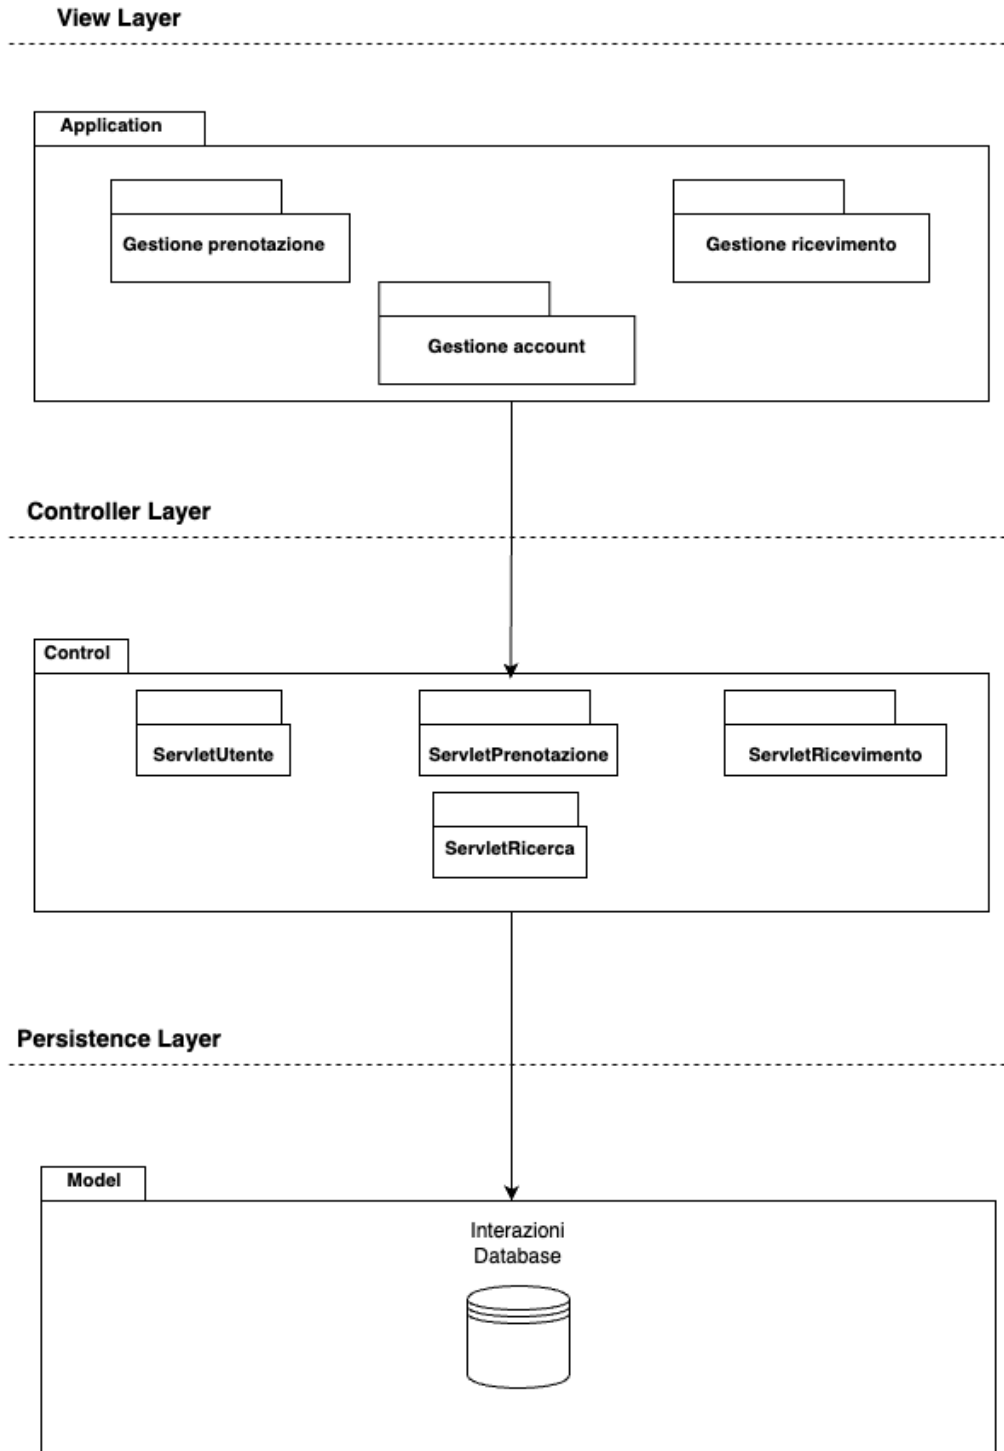 View Layer
Application
Gestione prenotazione
Gestione ricevimento
Gestione account
Controller Layer
Control
ServletUtente
ServletPrenotazione
ServletRicevimento
ServletRicerca
Persistence Layer
Model
Interazioni
Database